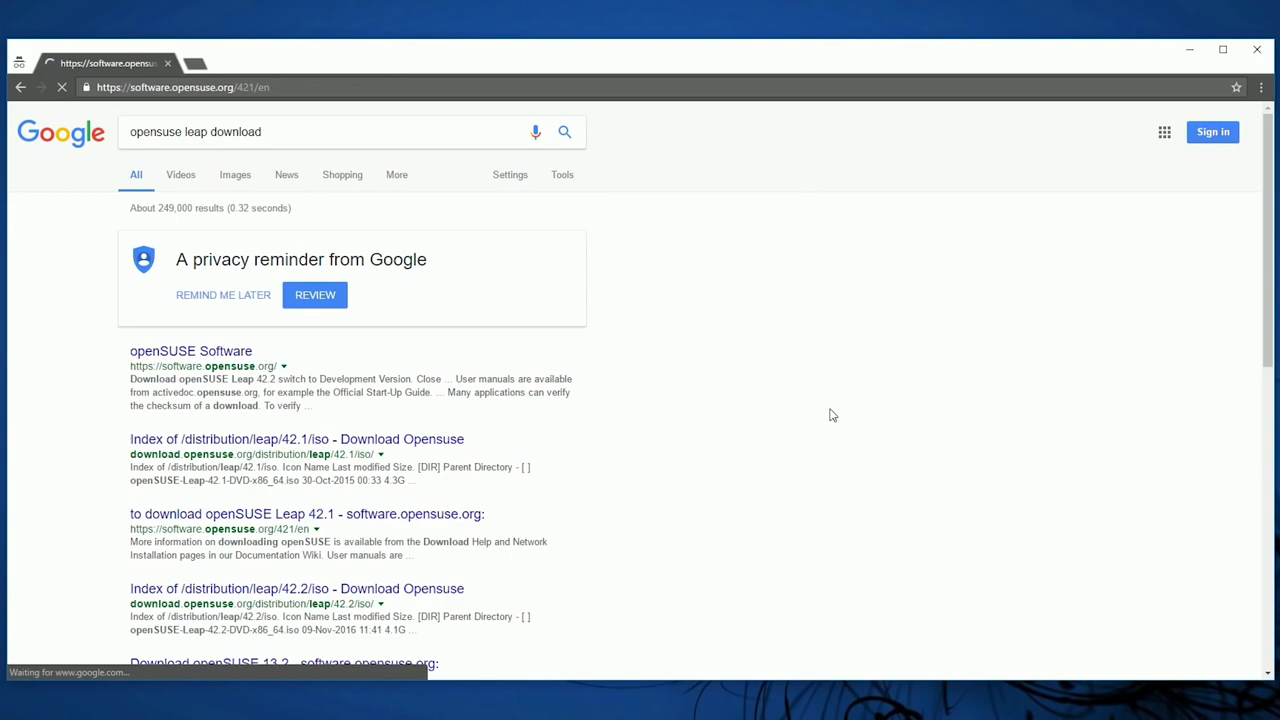 https://software.opensus
https://software.opensuse.org/421/en
Google
opensuse leap download
Sign in
All Videos Images News Shopping More Settings Tools
About 249,000 results (0.32 seconds)
A privacy reminder from Google
REMIND ME LATER REVIEW
openSUSE Software
https://software.opensuse.org/
Download openSUSE Leap 42.2 switch to Development Version. Close ... User manuals are available
from activedoc.opensuse.org, for example the Official Start-Up Guide. ... Many applications can verify
the checksum of a download. To verify ...
Index of /distribution/leap/42.1/iso - Download Opensuse
download.opensuse.org/distribution/leap/42.1/iso/
Index of /distribution/leap/42.1/iso. Icon Name Last modified Size. [DIR] Parent Directory - [ ]
openSUSE-Leap-42.1-DVD-x86_64.iso 30-Oct-2015 00:33 4.3G ...
to download openSUSE Leap 42.1 - software.opensuse.org:
https://software.opensuse.org/421/en
More information on downloading openSUSE is available from the Download Help and Network
Installation pages in our Documentation Wiki. User manuals are ...
Index of /distribution/leap/42.2/iso - Download Opensuse
download.opensuse.org/distribution/leap/42.2/iso/
Index of /distribution/leap/42.2/iso. Icon Name Last modified Size. [DIR] Parent Directory - [ ]
openSUSE-Leap-42.2-DVD-x86_64.iso 09-Nov-2016 11:41 4.1G ...
Download openSUSE 13.2 - software.opensuse.org:
Waiting for www.google.com...